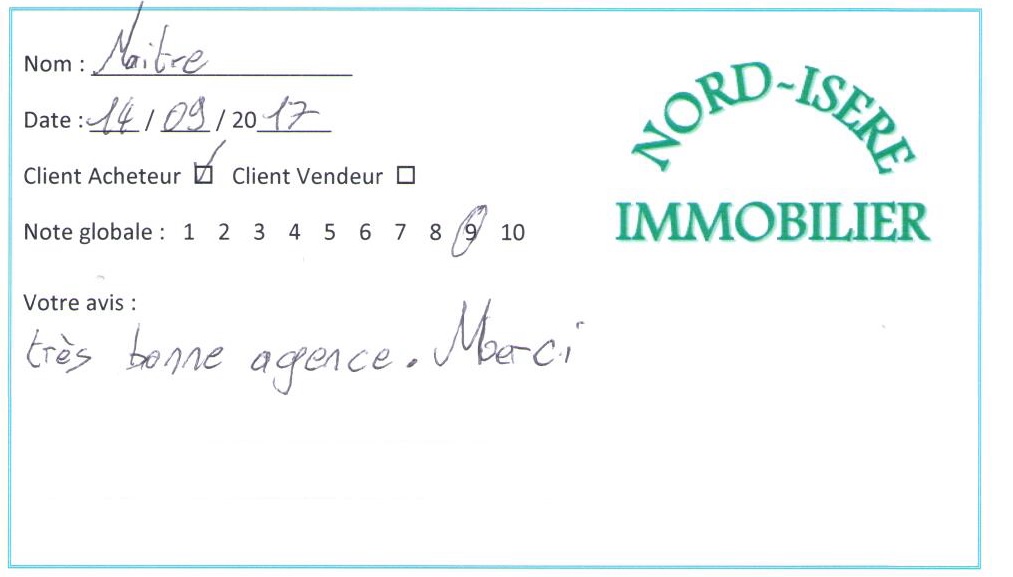 Nom : Maitre
Date : 14 / 09 / 2017
Client Acheteur ☑ Client Vendeur ☐
Note globale : 1 2 3 4 5 6 7 8 9 10
Votre avis :
très bonne agence. Merci
NORD-ISERE
IMMOBILIER